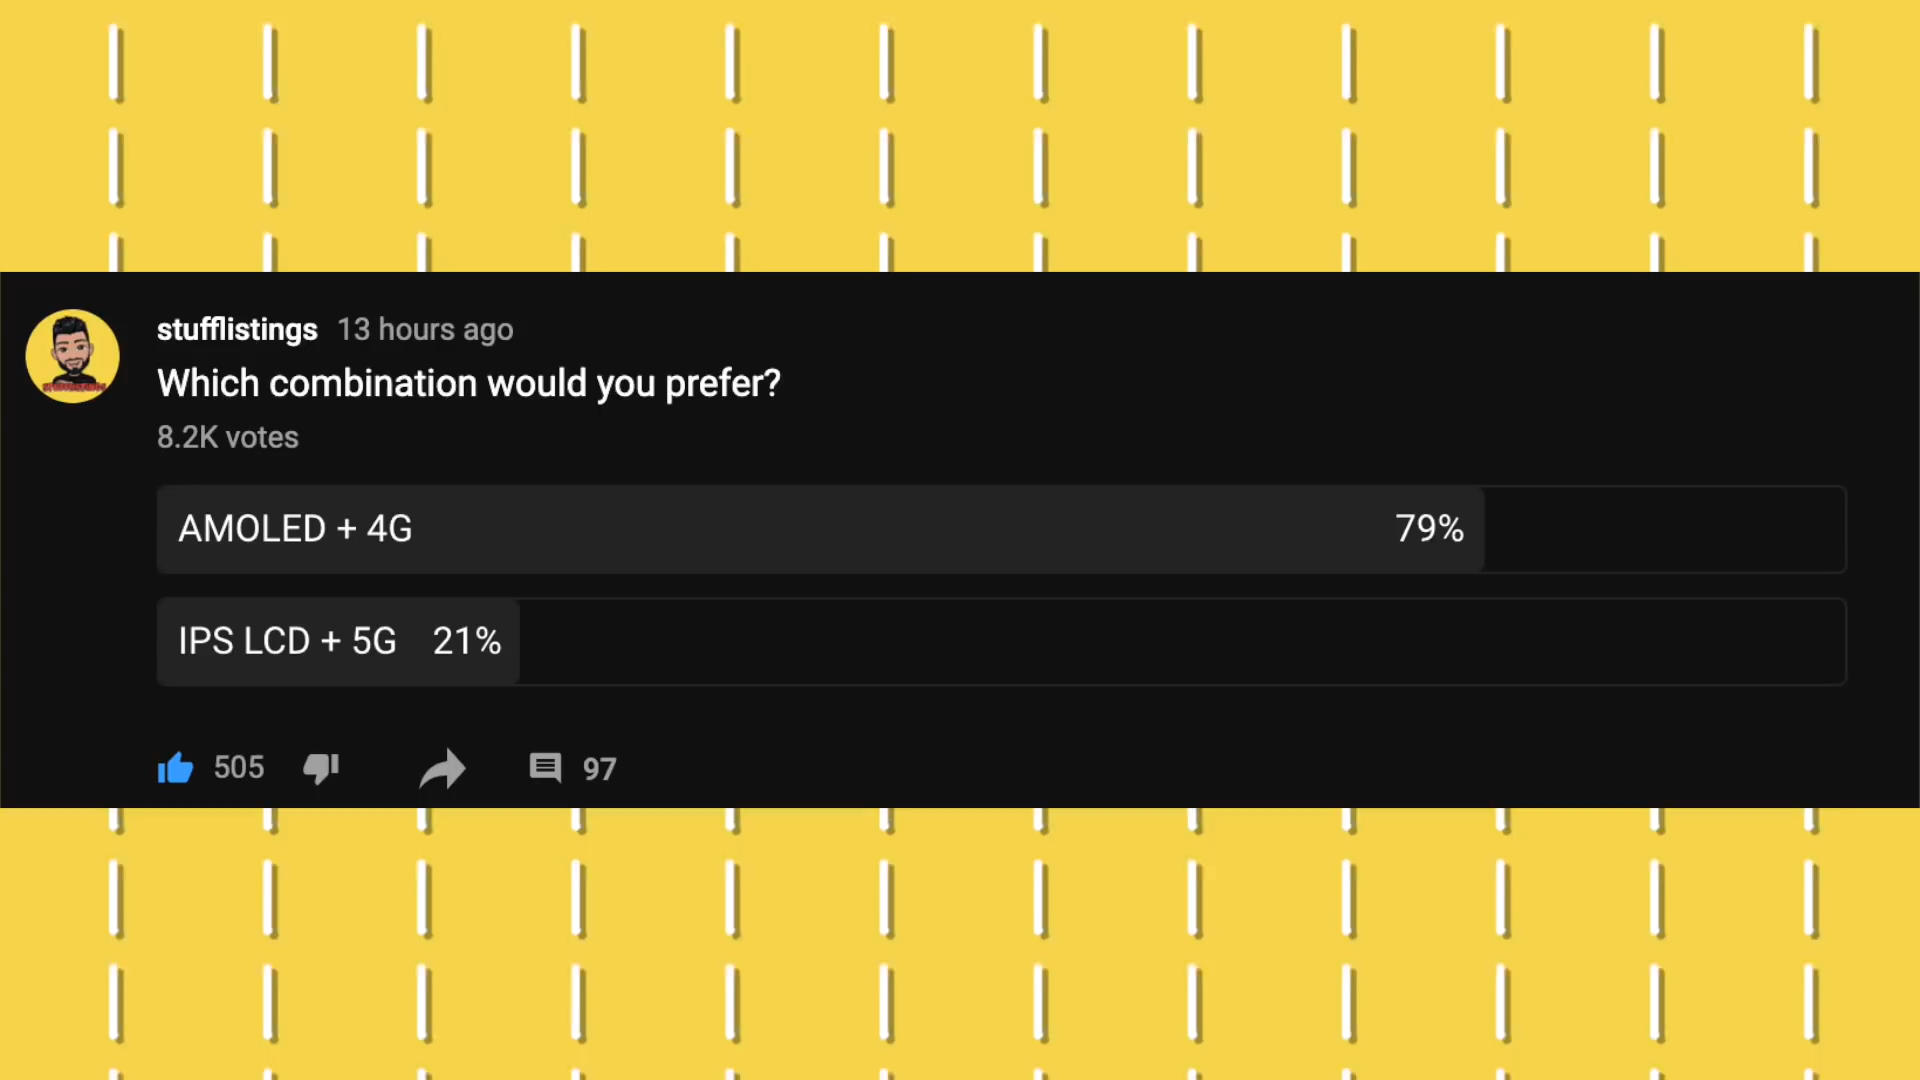 stufflistings 13 hours ago
Which combination would you prefer?
8.2K votes
AMOLED + 4G 79%
IPS LCD + 5G 21%
505 97